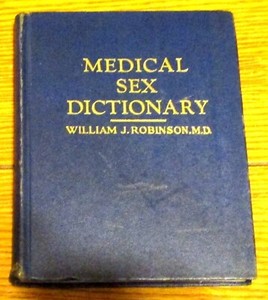 MEDICAL
SEX
DICTIONARY
WILLIAM J. ROBINSON, M.D.